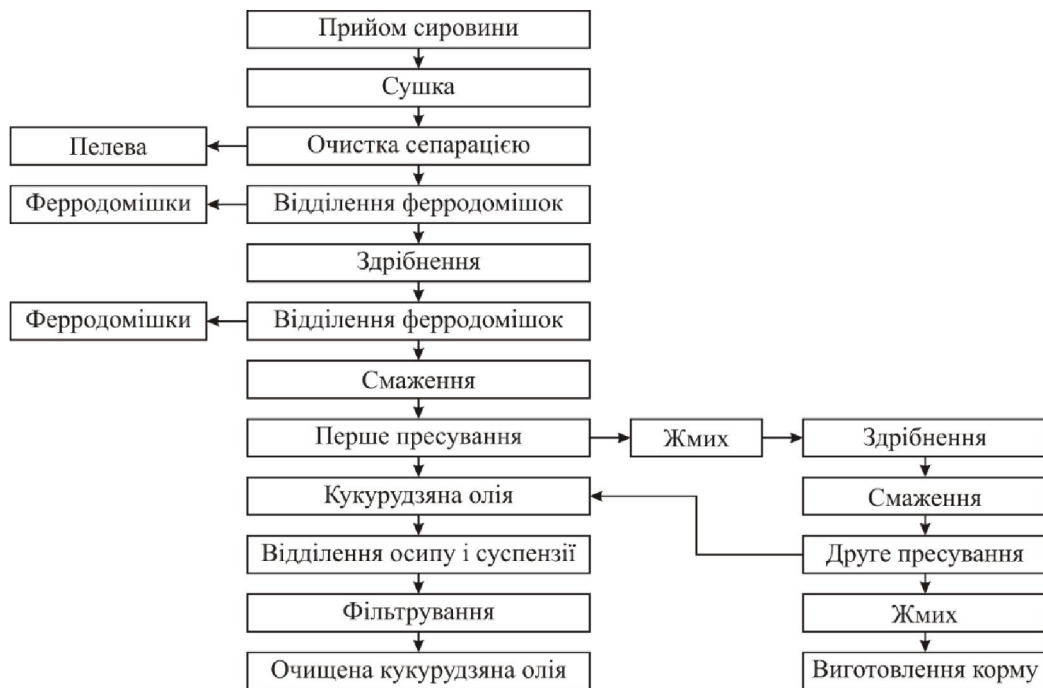 Прийом сировини
Сушка
Пелева
Очистка сепарацією
Ферродомішки
Відділення ферродомішок
Здрібнення
Ферродомішки
Відділення ферродомішок
Смаження
Перше пресування
Жмих
Здрібнення
Кукурудзяна олія
Смаження
Відділення осипу і суспензії
Друге пресування
Фільтрування
Жмих
Очищена кукурудзяна олія
Виготовлення корму